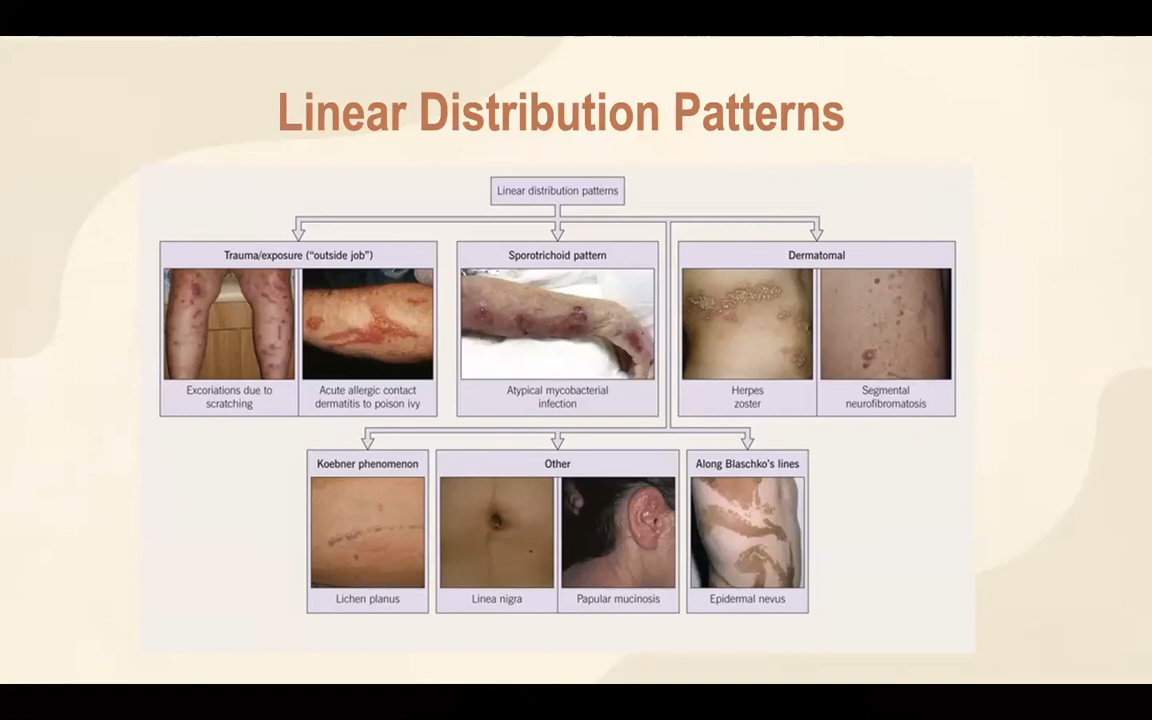 Linear Distribution Patterns
Linear distribution patterns
Trauma/exposure (“outside job”)
Excoriations due to
scratching
Acute allergic contact
dermatitis to poison ivy
Sporotrichoid pattern
Atypical mycobacterial
infection
Dermatomal
Herpes
zoster
Segmental
neurofibromatosis
Koebner phenomenon
Lichen planus
Other
Linea nigra
Papular mucinosis
Along Blaschko’s lines
Epidermal nevus